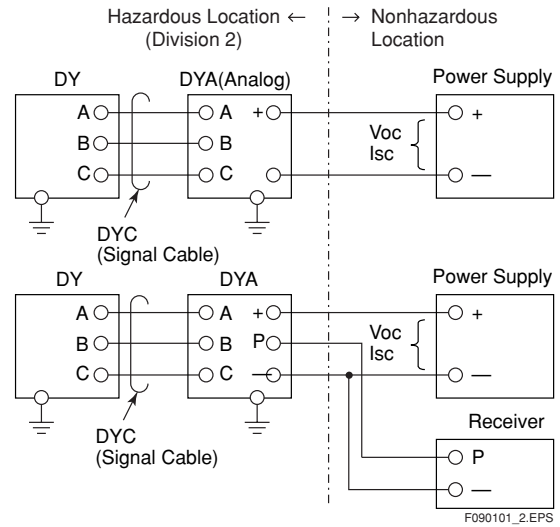 Hazardous Location ←
(Division 2)
→ Nonhazardous
Location
DY
DYA(Analog)
Power Supply
A
A
+
+
B
B
Voc
Isc
C
C
—
DYC
(Signal Cable)
DY
DYA
Power Supply
A
A
+
+
B
B
P
Voc
Isc
C
C
—
—
DYC
(Signal Cable)
Receiver
P
—
F090101_2.EPS